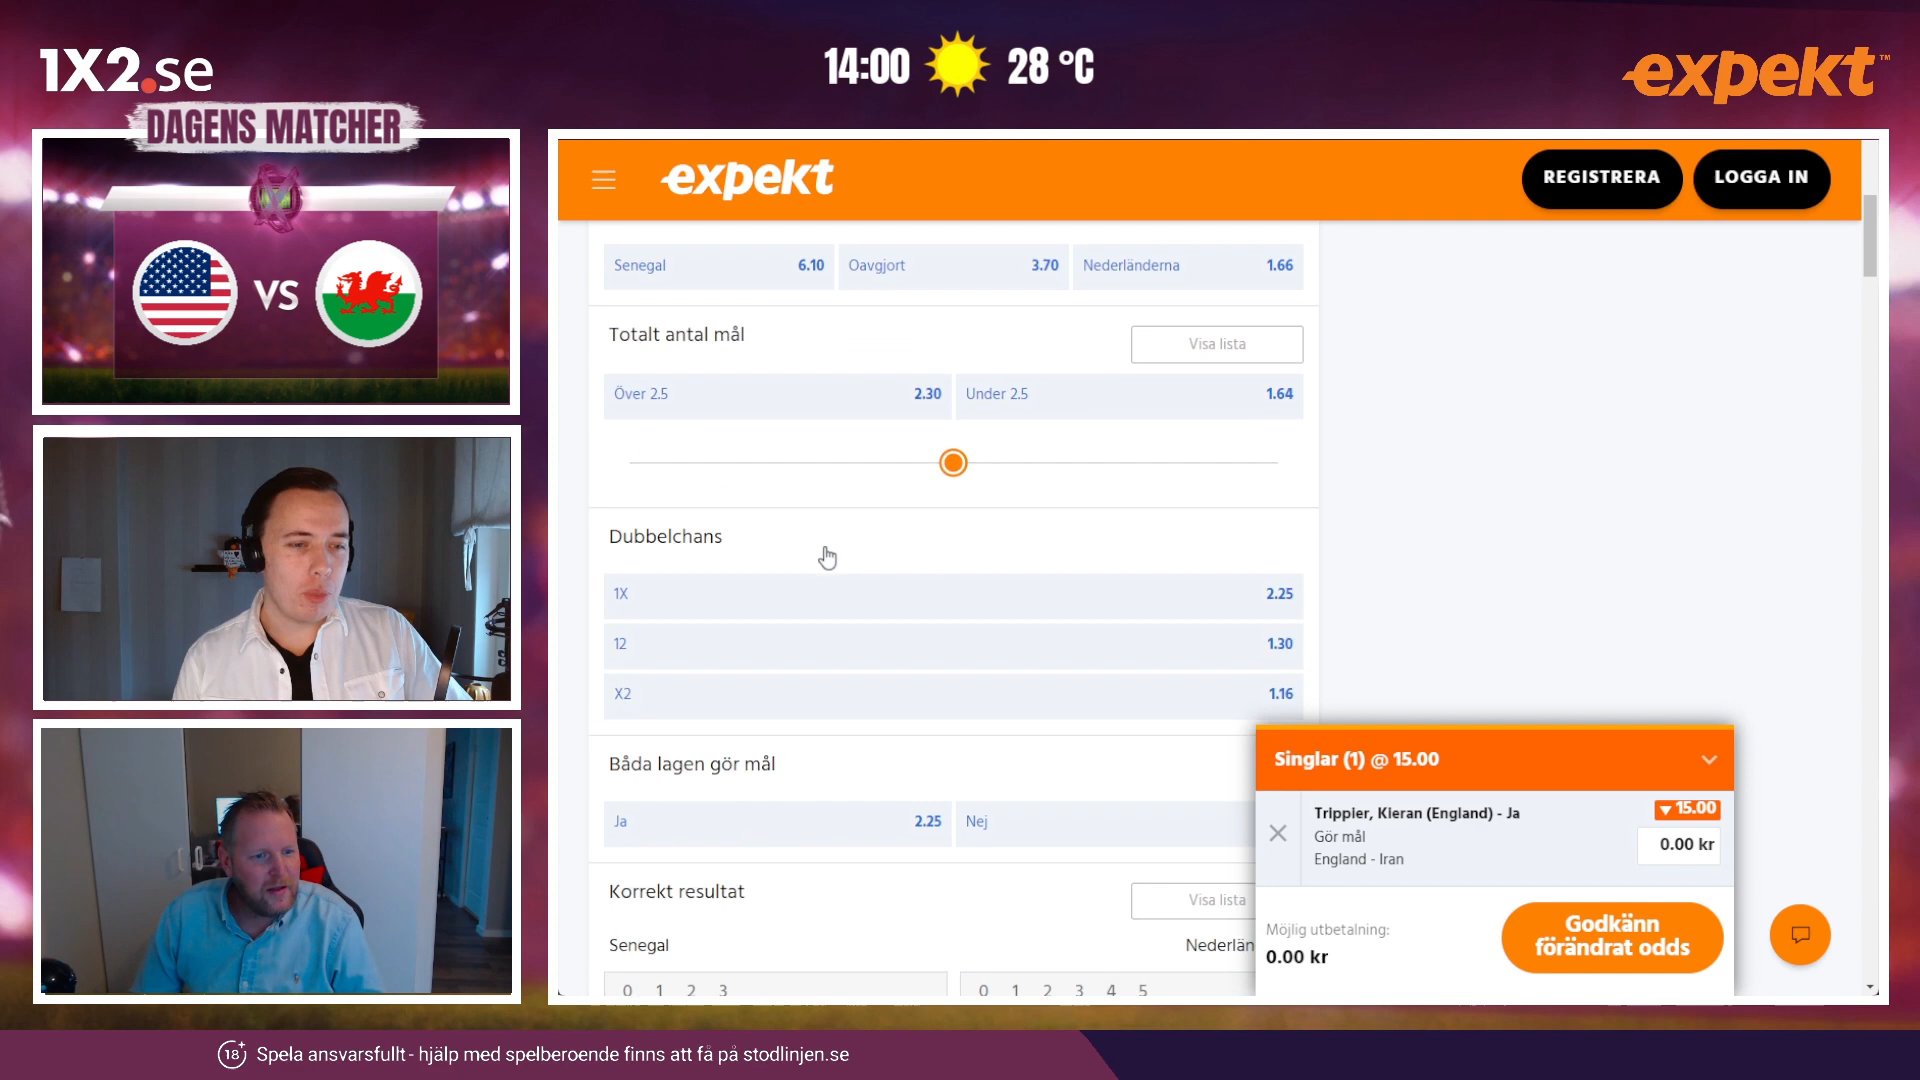 1X2.se
DAGENS MATCHER
14:00 28 °C
expekt™
VS
expekt
REGISTRERA
LOGGA IN
Senegal 6.10 Oavgjort 3.70 Nederländerna 1.66
Totalt antal mål
Visa lista
Över 2.5 2.30 Under 2.5 1.64
Dubbelchans
1X 2.25
12 1.30
X2 1.16
Båda lagen gör mål
Ja 2.25 Nej
Korrekt resultat
Visa lista
Senegal Nederlän
0 1 2 3 0 1 2 3 4 5
Singlar (1) @ 15.00
Trippier, Kieran (England) - Ja
15.00
Gör mål
0.00 kr
England - Iran
Möjlig utbetalning:
0.00 kr
Godkänn
förändrat odds
18+ Spela ansvarsfullt - hjälp med spelberoende finns att få på stodlinjen.se